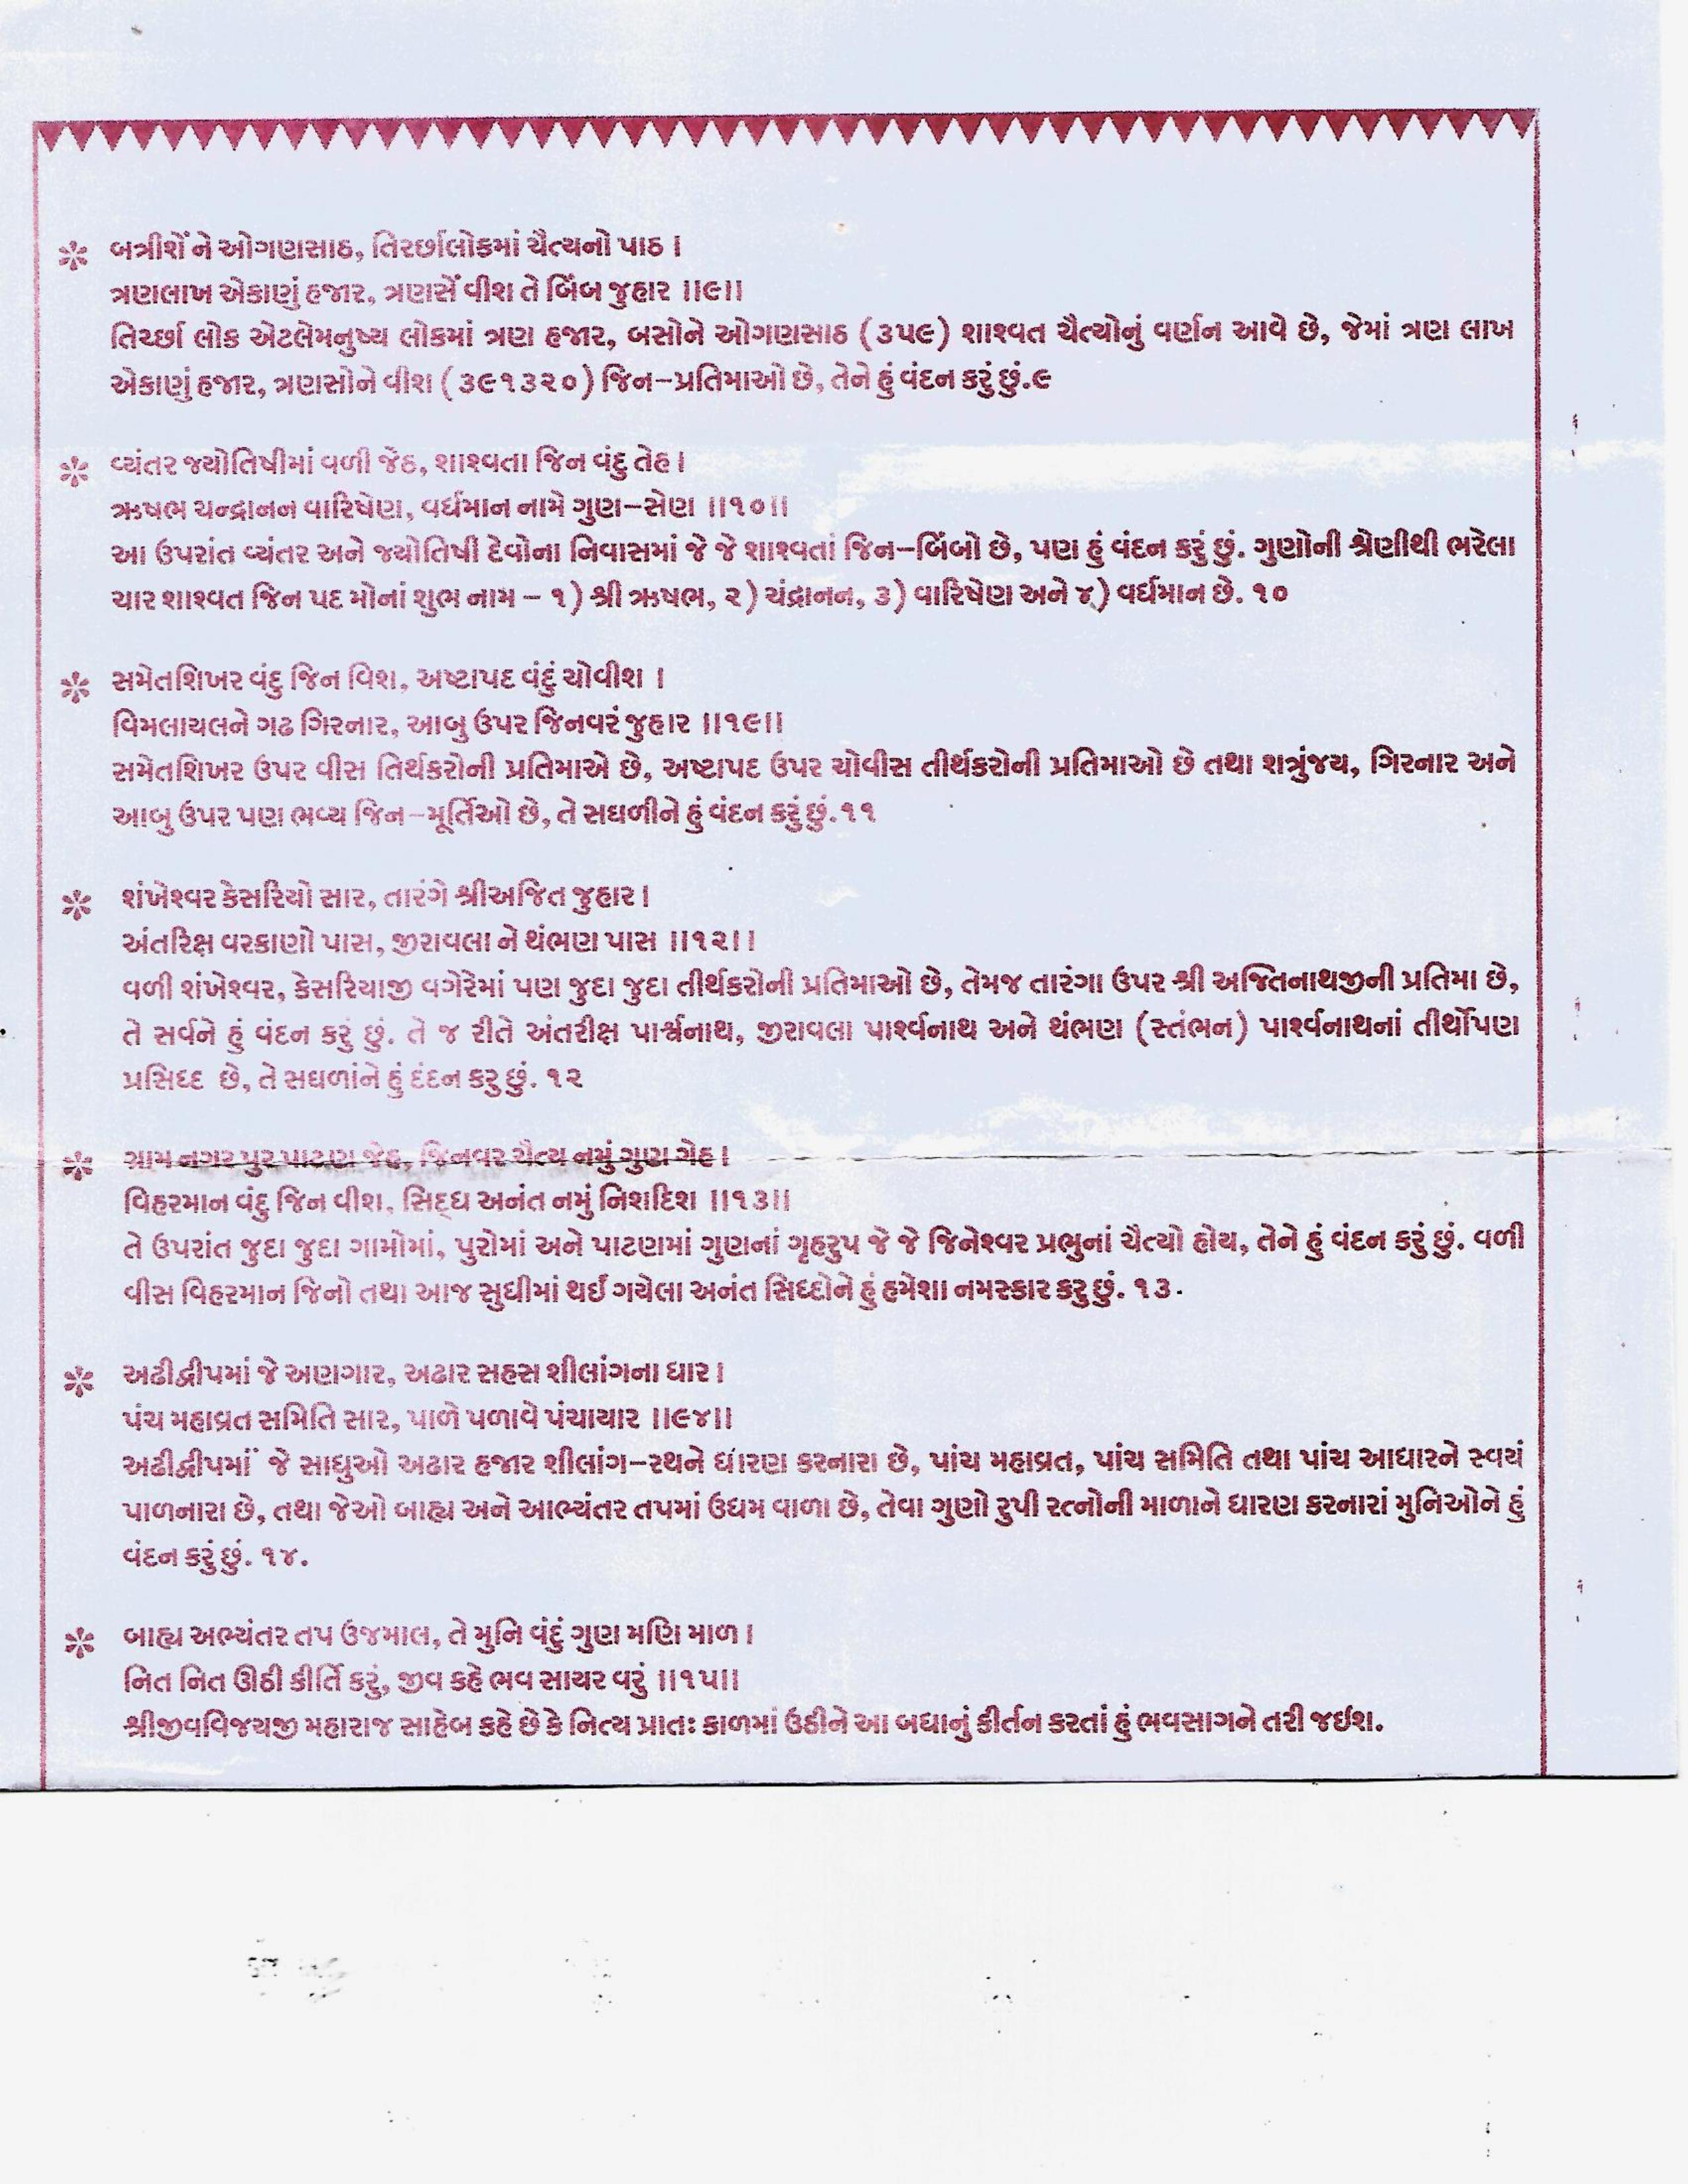 બત્રીશેં ને ઓગણસાઠ, તિરર્છાલોકમાં ચૈત્યનો પાઠ ।
ત્રણલાખ એકાણું હજાર, ત્રણસેં વીશ તે બિંબ જુહાર ।।૯।।
તિર્ચ્છા લોક એટલેમનુષ્ય લોકમાં ત્રણ હજાર, બસોને ઓગણસાઠ (૩૫૯) શાશ્વત ચૈત્યોનું વર્ણન આવે છે, જેમાં ત્રણ લાખ
એકાણું હજાર, ત્રણસોને વીશ (૩૯૧૩૨૦) જિન-પ્રતિમાઓ છે, તેને હું વંદન કરું છું.૯
વ્યંતર જ્યોતિષીમાં વળી જેઠ, શાશ્વતા જિન વંદુ તેહ ।
ઋષભ ચન્દ્રાનન વારિષેણ, વર્ધમાન નામે ગુણ-સેણ ।।૧૦।।
આ ઉપરાંત વ્યંતર અને જ્યોતિષી દેવોના નિવાસમાં જે જે શાશ્વતાં જિન-બિંબો છે, પણ હું વંદન કરું છું. ગુણોની શ્રેણીથી ભરેલા
ચાર શાશ્વત જિન પદ મોનાં શુભ નામ - ૧) શ્રી ઋષભ, ૨) ચંદ્રાનન, ૩) વારિષેણ અને ૪) વર્ધમાન છે. ૧૦
સમેતશિખર વંદુ જિન વિશ, અષ્ટાપદ વંદું ચોવીશ ।
વિમલાચલને ગઢ ગિરનાર, આબુ ઉપર જિનવરં જુહાર ।।૧૯।।
સમેતશિખર ઉપર વીસ તિર્થકરોની પ્રતિમાએ છે, અષ્ટાપદ ઉપર ચોવીસ તીર્થકરોની પ્રતિમાઓ છે તથા શત્રુંજય, ગિરનાર અને
આબુ ઉપર પણ ભવ્ય જિન-મૂર્તિઓ છે, તે સઘળીને હું વંદન કરું છું.૧૧
શંખેશ્વર કેસરિયો સાર, તારંગે શ્રીઅજિત જુહાર ।
અંતરિક્ષ વરકાણો પાસ, જીરાવલા ને થંભણ પાસ ।।૧૨।।
વળી શંખેશ્વર, કેસરિયાજી વગેરેમાં પણ જુદા જુદા તીર્થકરોની પ્રતિમાઓ છે, તેમજ તારંગા ઉપર શ્રી અજિતનાથજીની પ્રતિમા છે,
તે સર્વને હું વંદન કરું છું. તે જ રીતે અંતરીક્ષ પાર્શ્વનાથ, જીરાવલા પાર્શ્વનાથ અને થંભણ (સ્તંભન) પાર્શ્વનાથનાં તીર્થોપણ
પ્રસિધ્દ છે, તે સઘળાંને હું દંદન કરુ છું. ૧૨
ગ્રામ નગર પુર પાટણ જેહ, જિનવર ચૈત્ય નમું ગુણ ગેહ ।
વિહરમાન વંદુ જિન વીશ, સિદ્ધ અનંત નમું નિશદિશ ।।૧૩।।
તે ઉપરાંત જુદા જુદા ગામોમાં, પુરોમાં અને પાટણમાં ગુણનાં ગૃહરુપ જે જે જિનેશ્વર પ્રભુનાં ચૈત્યો હોય, તેને હું વંદન કરું છું. વળી
વીસ વિહરમાન જિનો તથા આજ સુધીમાં થઈ ગયેલા અનંત સિધ્દોને હું હમેશા નમસ્કાર કરુ છું. ૧૩.
અઢીદ્વીપમાં જે અણગાર, અઢાર સહસ શીલાંગના ધાર ।
પંચ મહાવ્રત સમિતિ સાર, પાળે પળાવે પંચાચાર ।।૯૪।।
અઢીદ્વીપમાં જે સાધુઓ અઢાર હજાર શીલાંગ-રથને ધારણ કરનારા છે, પાંચ મહાવ્રત, પાંચ સમિતિ તથા પાંચ આધારને સ્વયં
પાળનારા છે, તથા જેઓ બાહ્ય અને આભ્યંતર તપમાં ઉદ્યમ વાળા છે, તેવા ગુણો રુપી રત્નોની માળાને ધારણ કરનારાં મુનિઓને હું
વંદન કરું છું. ૧૪.
બાહ્ય અભ્યંતર તપ ઉજમાલ, તે મુનિ વંદું ગુણ મણિ માળ ।
નિત નિત ઊઠી કીર્તિ કરું, જીવ કહે ભવ સાયર વરું ।।૧૫।।
શ્રીજીવવિજયજી મહારાજ સાહેબ કહે છે કે નિત્ય પ્રાતઃ કાળમાં ઉઠીને આ બધાનું કીર્તન કરતાં હું ભવસાગને તરી જઈશ.